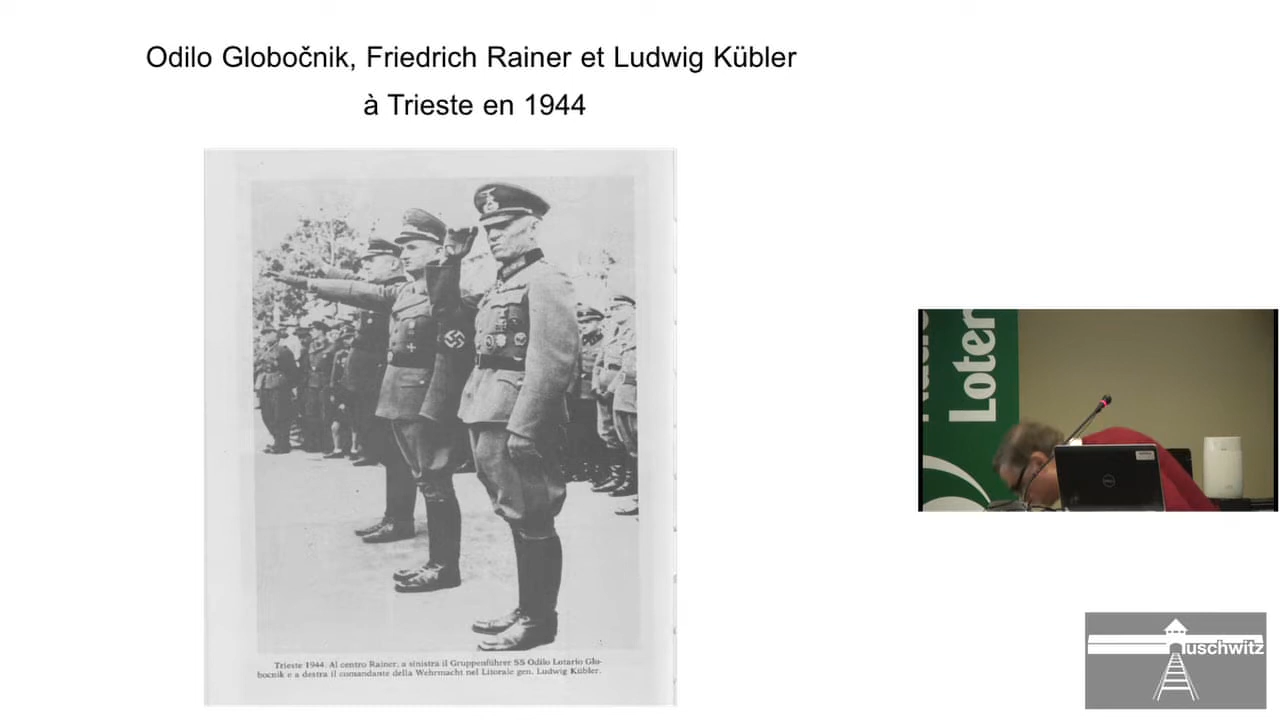 Odilo Globočnik, Friedrich Rainer et Ludwig Kübler
à Trieste en 1944
Trieste 1944. Al centro Rainer, a sinistra il Gruppenführer SS Odilo Lotario Glo-
bocnik e a destra il comandante della Wehrmacht nel Litorale gen. Ludwig Kübler.
Loter
DELL
uschwitz